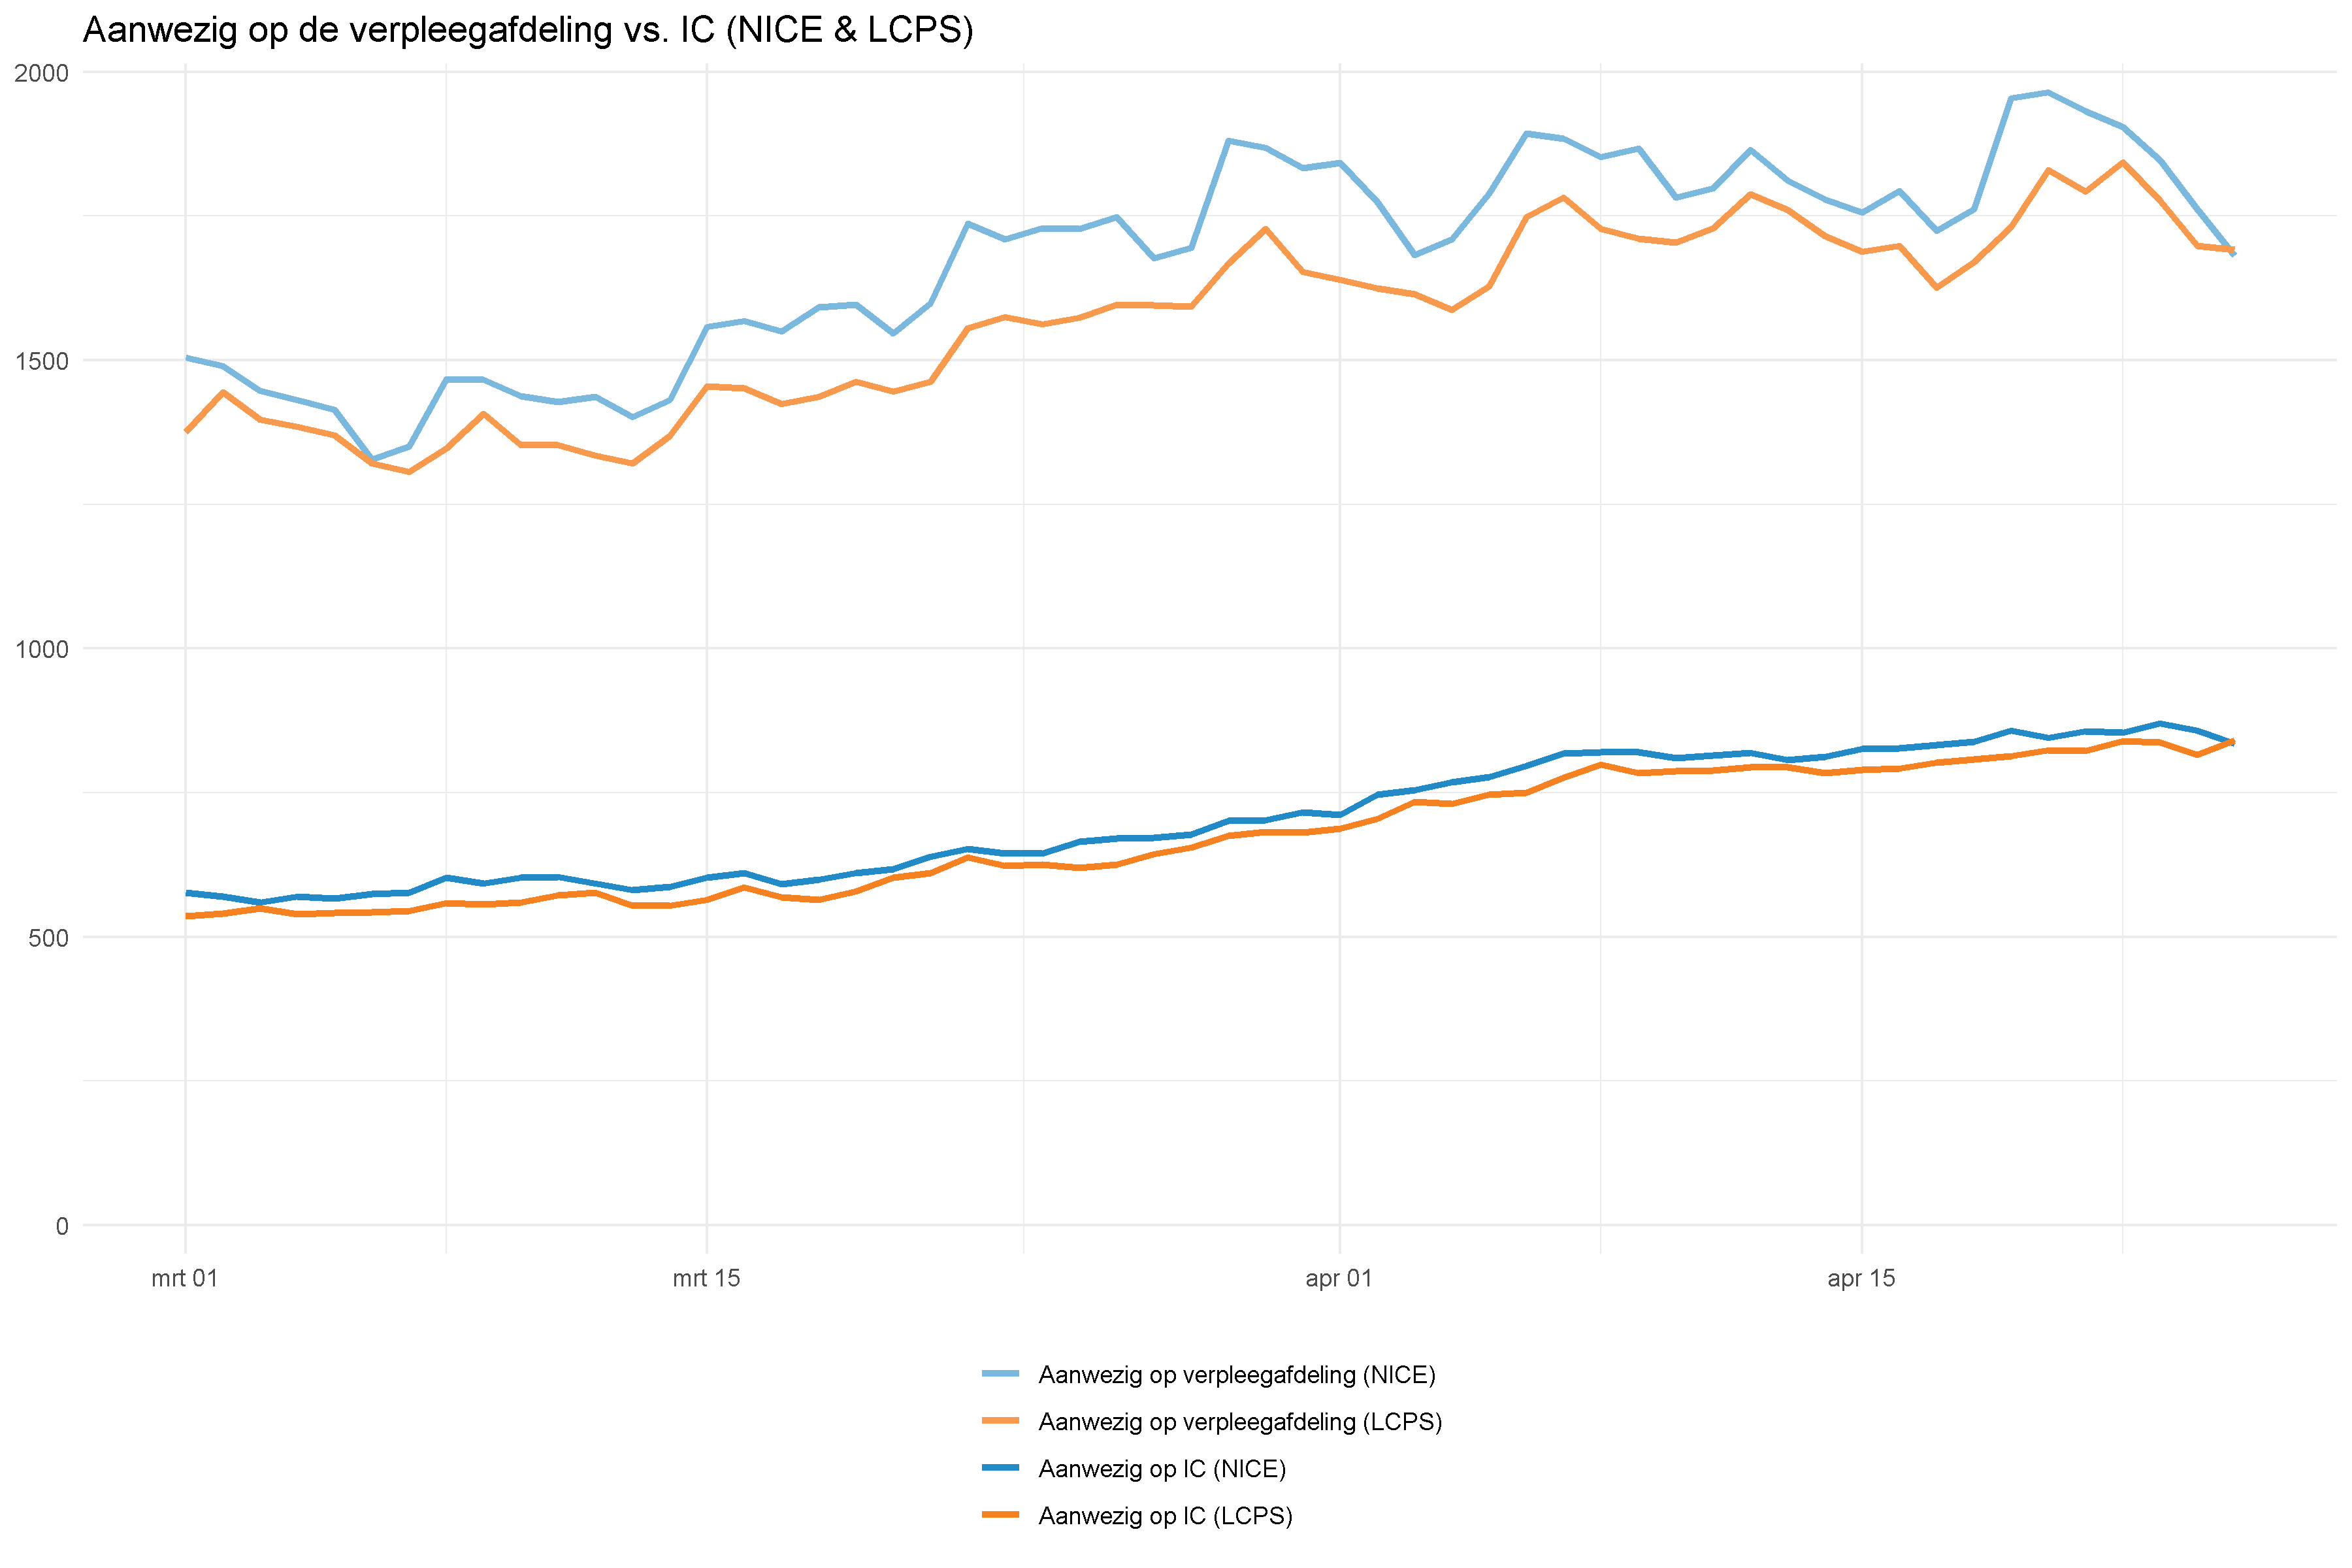 Aanwezig op de verpleegafdeling vs. IC (NICE & LCPS)
2000
1500
1000
500
0
mrt 01
mrt 15
apr 01
apr 15
Aanwezig op verpleegafdeling (NICE)
Aanwezig op verpleegafdeling (LCPS)
Aanwezig op IC (NICE)
Aanwezig op IC (LCPS)